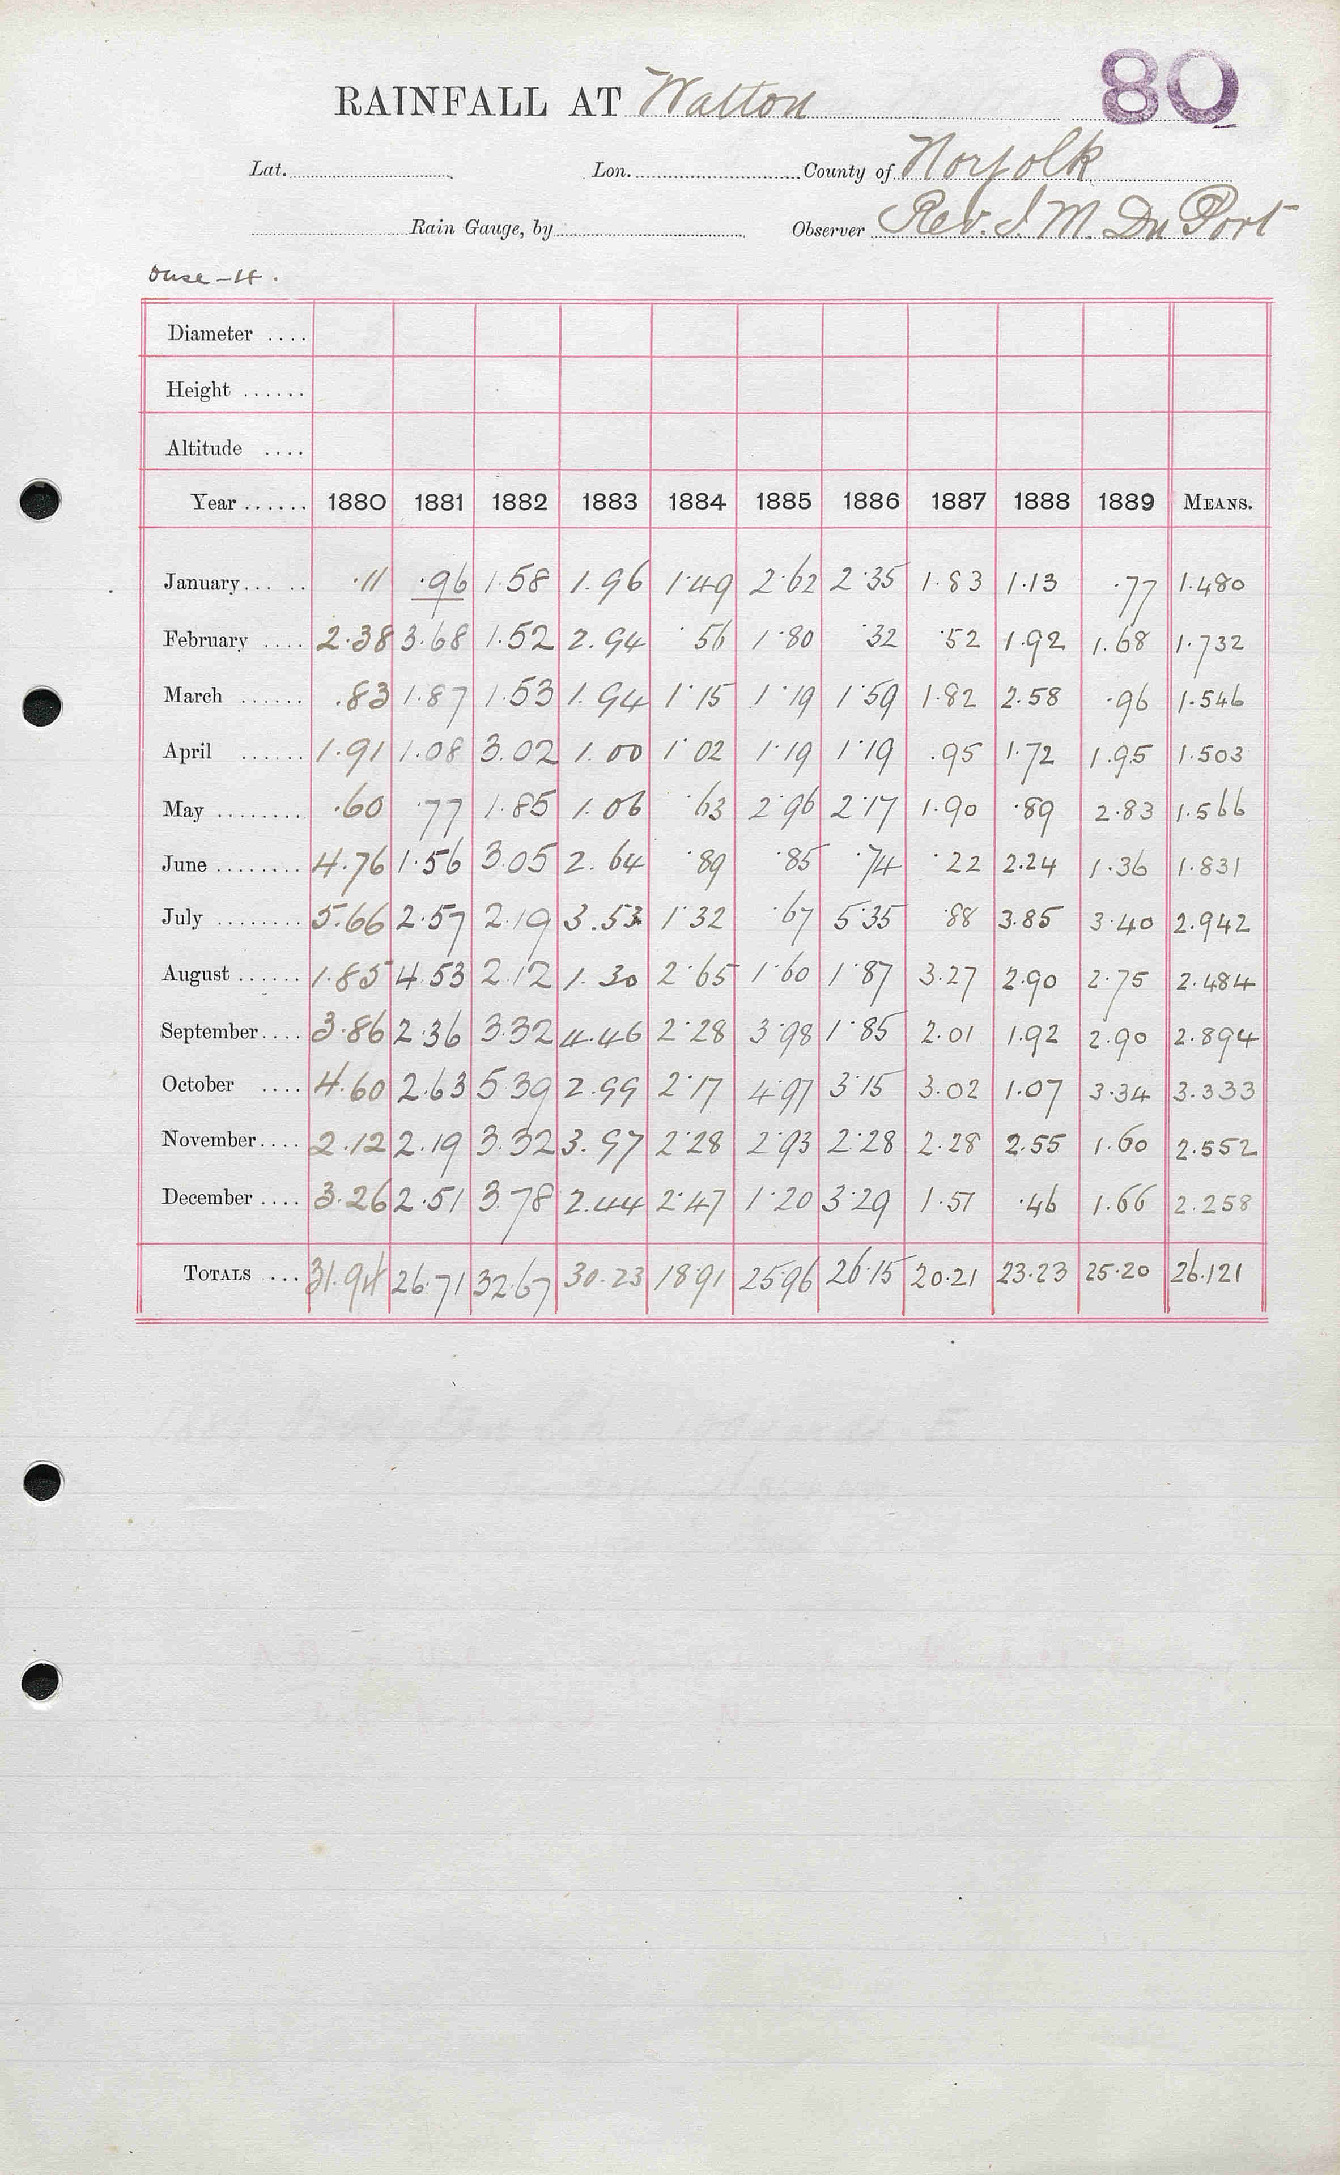 RAINFALL AT Watton 80
Lat. Lon. County of Norfolk
Rain Gauge, by Observer Rev. J. M. Du Port
Ouse - 4.
Diameter ....
Height ......
Altitude ....
Year ...... 1880 1881 1882 1883 1884 1885 1886 1887 1888 1889 MEANS.
January... .. .11 .96 1.58 1.96 1.49 2.62 2.35 1.83 1.13 .77 1.480
February .... 2.38 3.68 1.52 2.94 .56 1.80 .32 .52 1.92 1.68 1.732
March ...... .83 1.87 1.53 1.94 1.15 1.19 1.59 1.82 2.58 .96 1.546
April ...... 1.91 1.08 3.02 1.00 1.02 1.19 1.19 .95 1.72 1.95 1.503
May ........ .60 .77 1.85 1.06 .63 2.96 2.17 1.90 .89 2.83 1.566
June ........ 4.76 1.56 3.05 2.64 .89 .85 .74 .22 2.24 1.36 1.831
July ........ 5.66 2.57 2.19 3.53 1.32 .67 5.35 .88 3.85 3.40 2.942
August ...... 1.85 4.53 2.12 1.30 2.65 1.60 1.87 3.27 2.90 2.75 2.484
September.... 3.86 2.36 3.32 4.46 2.28 3.98 1.85 2.01 1.92 2.90 2.894
October .... 4.60 2.63 5.39 2.99 2.17 4.97 3.15 3.02 1.07 3.34 3.333
November.... 2.12 2.19 3.32 3.97 2.28 2.93 2.28 2.28 2.55 1.60 2.552
December .... 3.26 2.51 3.78 2.44 2.47 1.20 3.29 1.51 .46 1.66 2.258
TOTALS ... 31.94 26.71 32.67 30.23 18.91 25.96 26.15 20.21 23.23 25.20 26.121